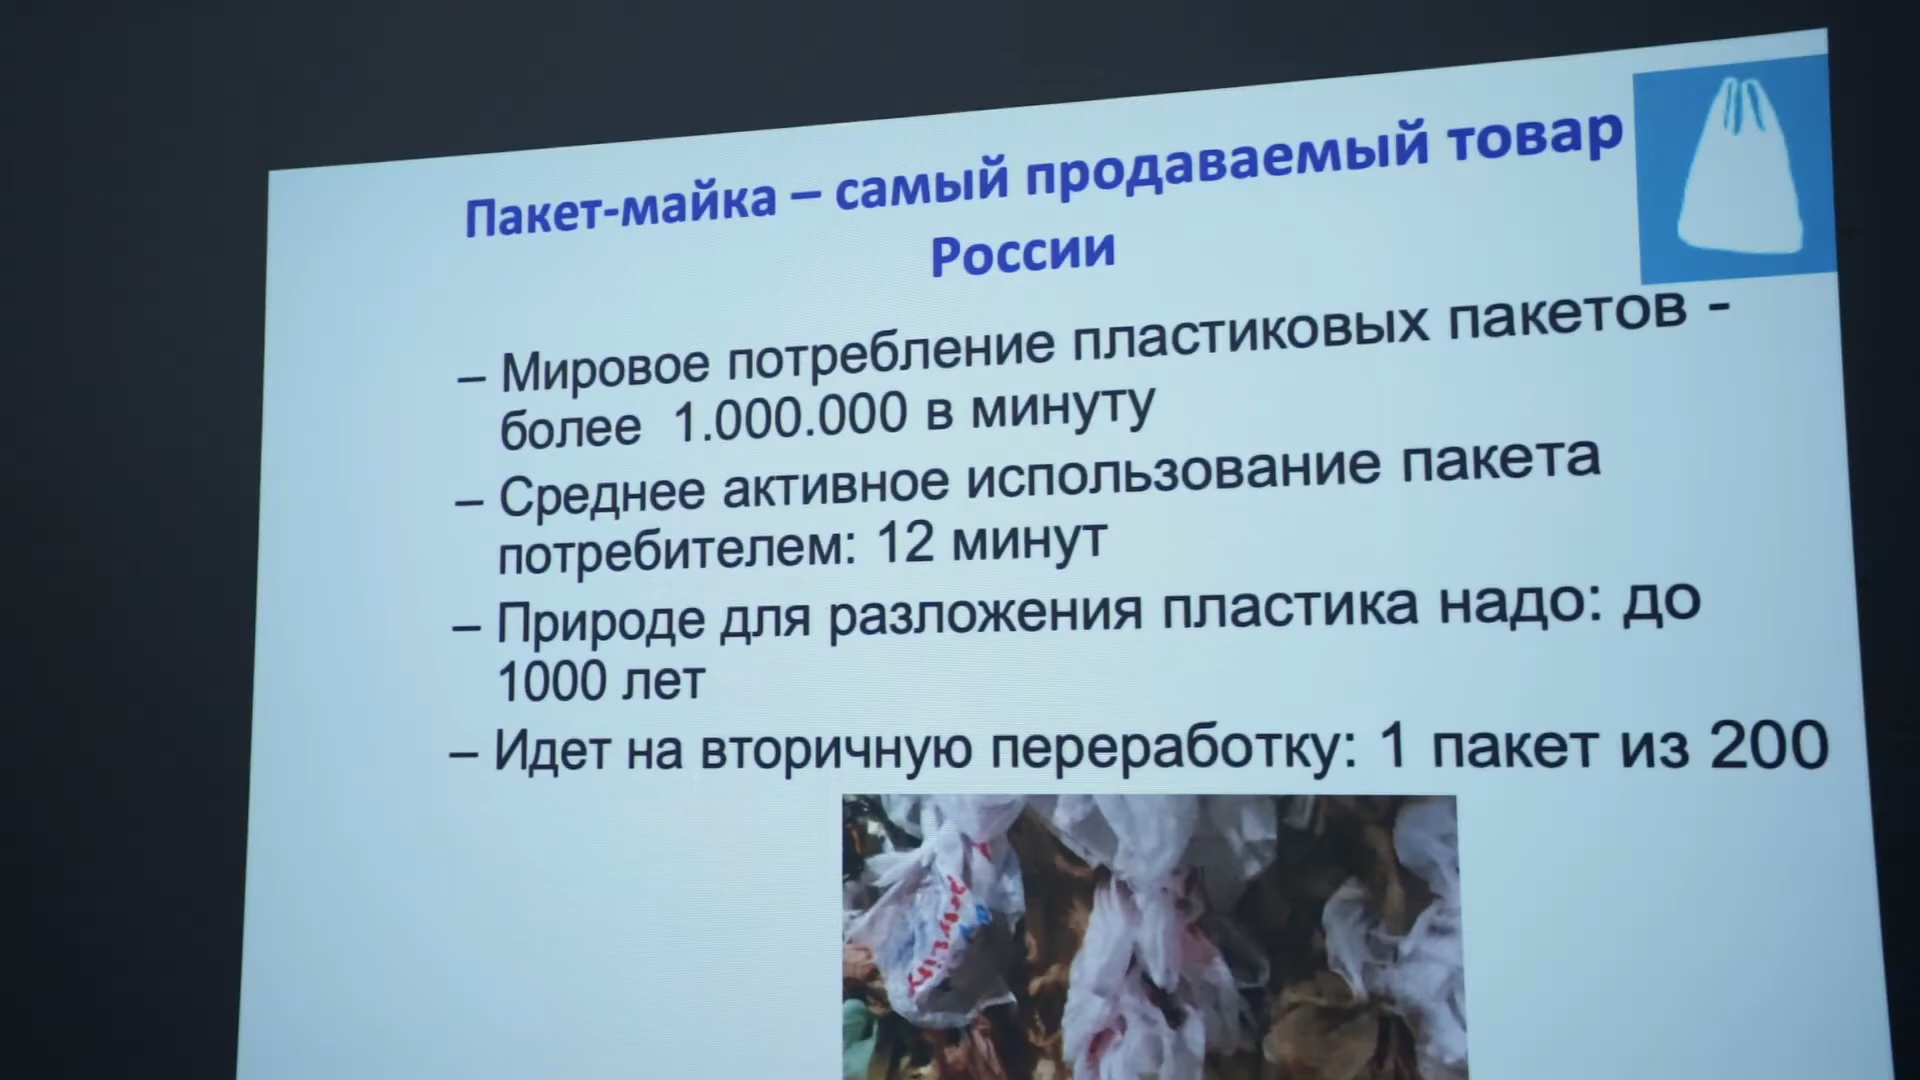 Пакет-майка – самый продаваемый товар
России
– Мировое потребление пластиковых пакетов -
более 1.000.000 в минуту
– Среднее активное использование пакета
потребителем: 12 минут
– Природе для разложения пластика надо: до
1000 лет
– Идет на вторичную переработку: 1 пакет из 200